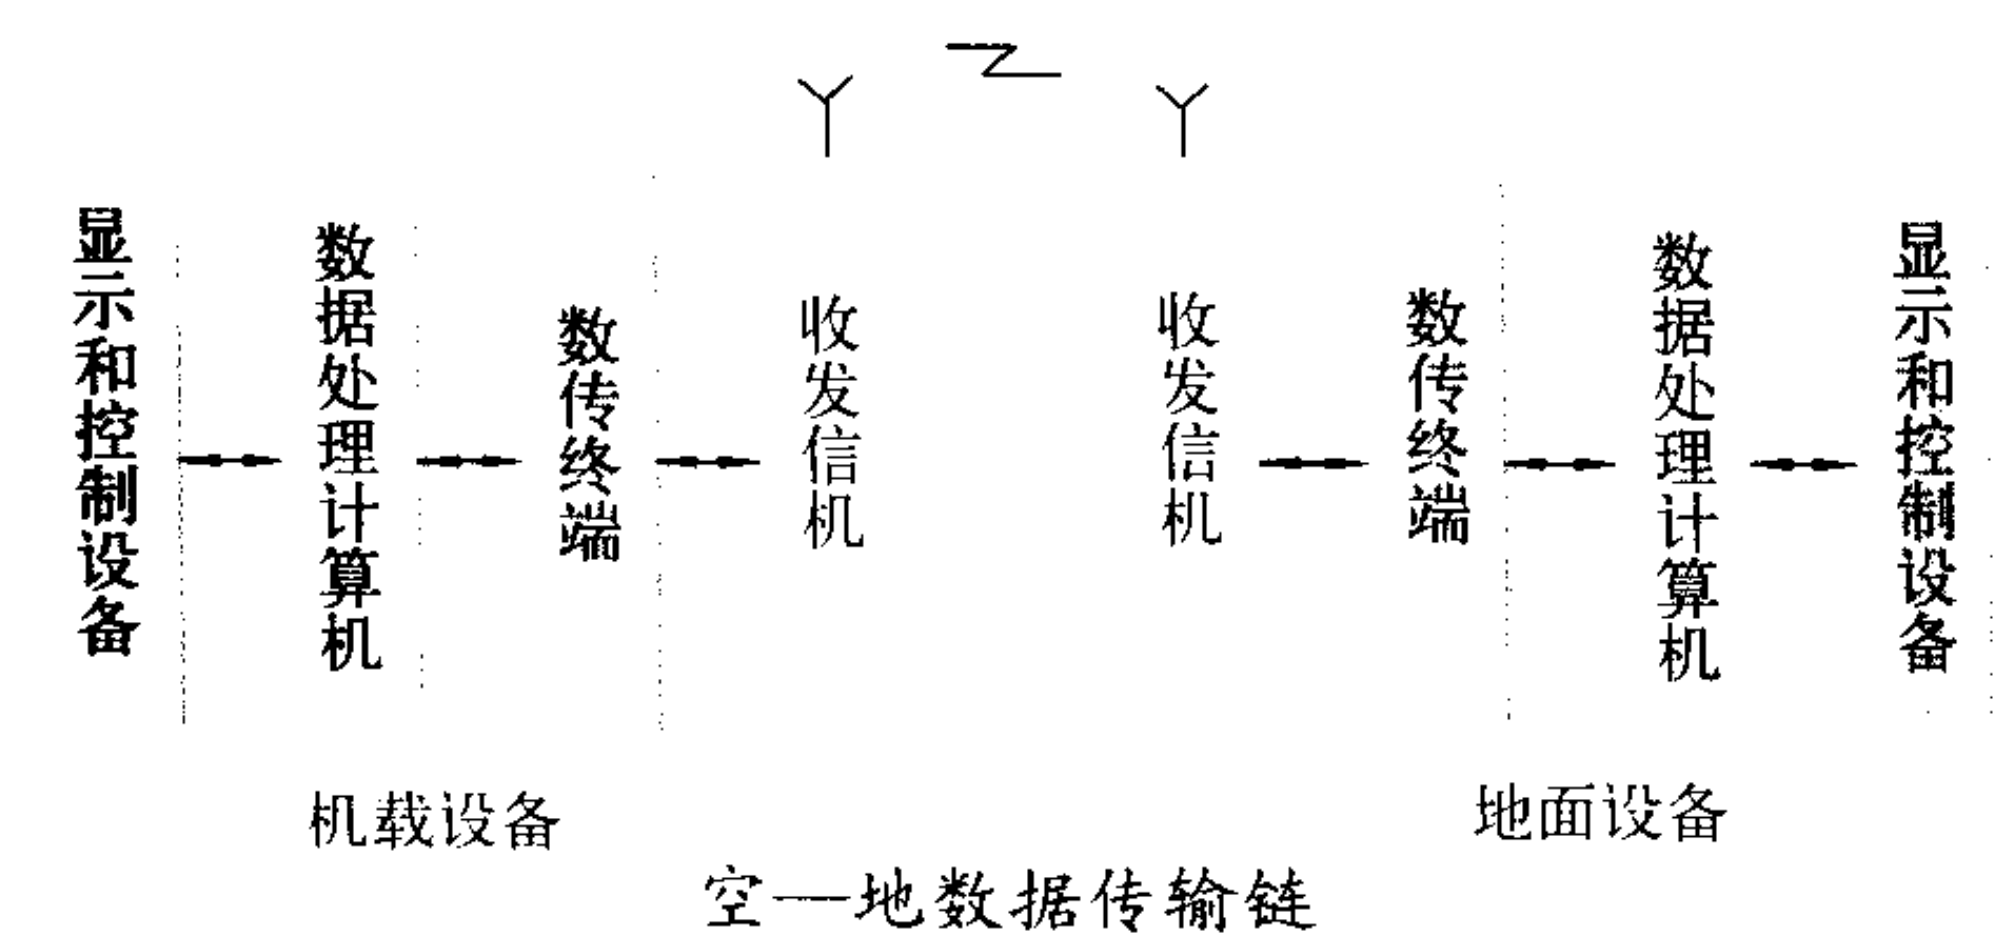 显示和控制设备
数据处理计算机
数传终端
收发信机
收发信机
数传终端
数据处理计算机
显示和控制设备
机载设备
地面设备
空—地数据传输链